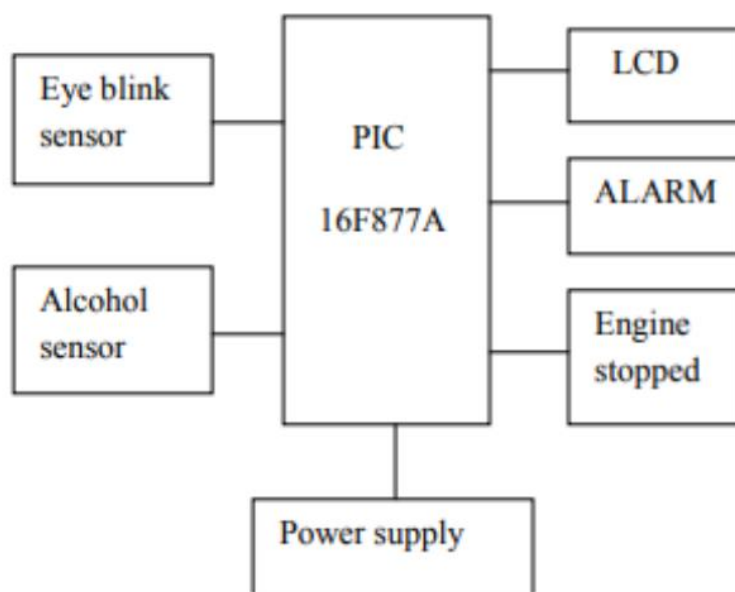 Eye blink
sensor
Alcohol
sensor
PIC
16F877A
LCD
ALARM
Engine
stopped
Power supply